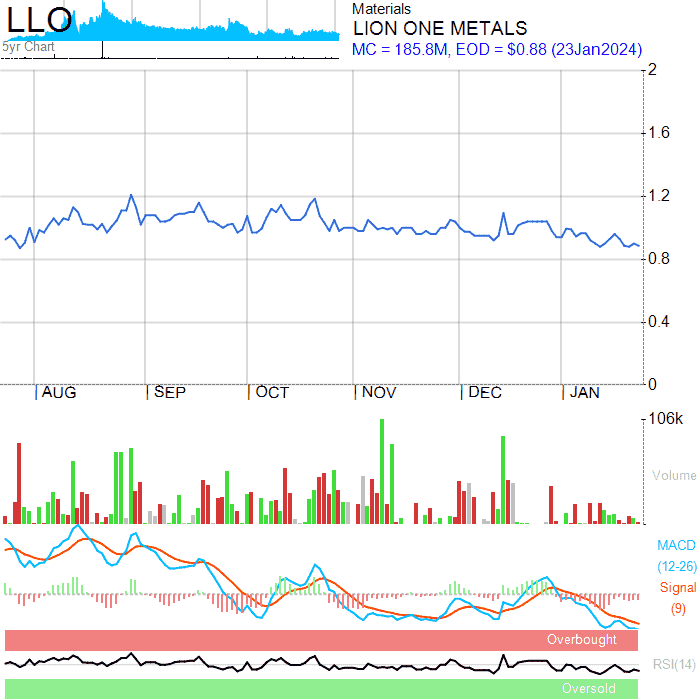 LLO
5yr Chart
Materials
LION ONE METALS
MC = 185.8M, EOD = $0.88 (23Jan2024)
2
1.6
1.2
0.8
0.4
0
AUG SEP OCT NOV DEC JAN
106k
Volume
MACD
(12-26)
Signal
(9)
Overbought
RSI(14)
Oversold